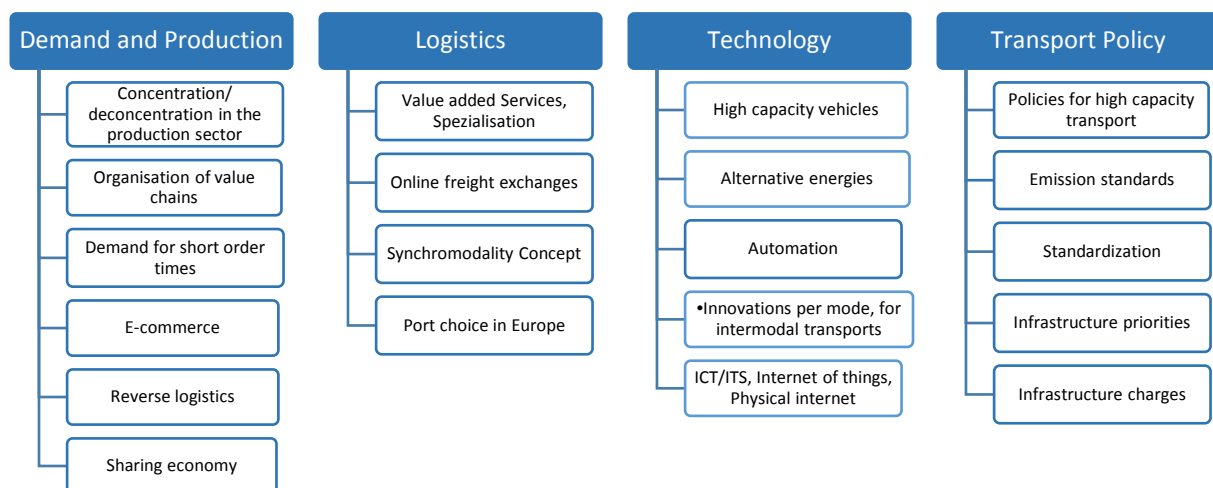 Demand and Production
Concentration/
deconcentration in the
production sector
Organisation of value
chains
Demand for short order
times
E-commerce
Reverse logistics
Sharing economy
Logistics
Value added Services,
Spezialisation
Online freight exchanges
Synchromodality Concept
Port choice in Europe
Technology
High capacity vehicles
Alternative energies
Automation
•Innovations per mode, for
intermodal transports
ICT/ITS, Internet of things,
Physical internet
Transport Policy
Policies for high capacity
transport
Emission standards
Standardization
Infrastructure priorities
Infrastructure charges